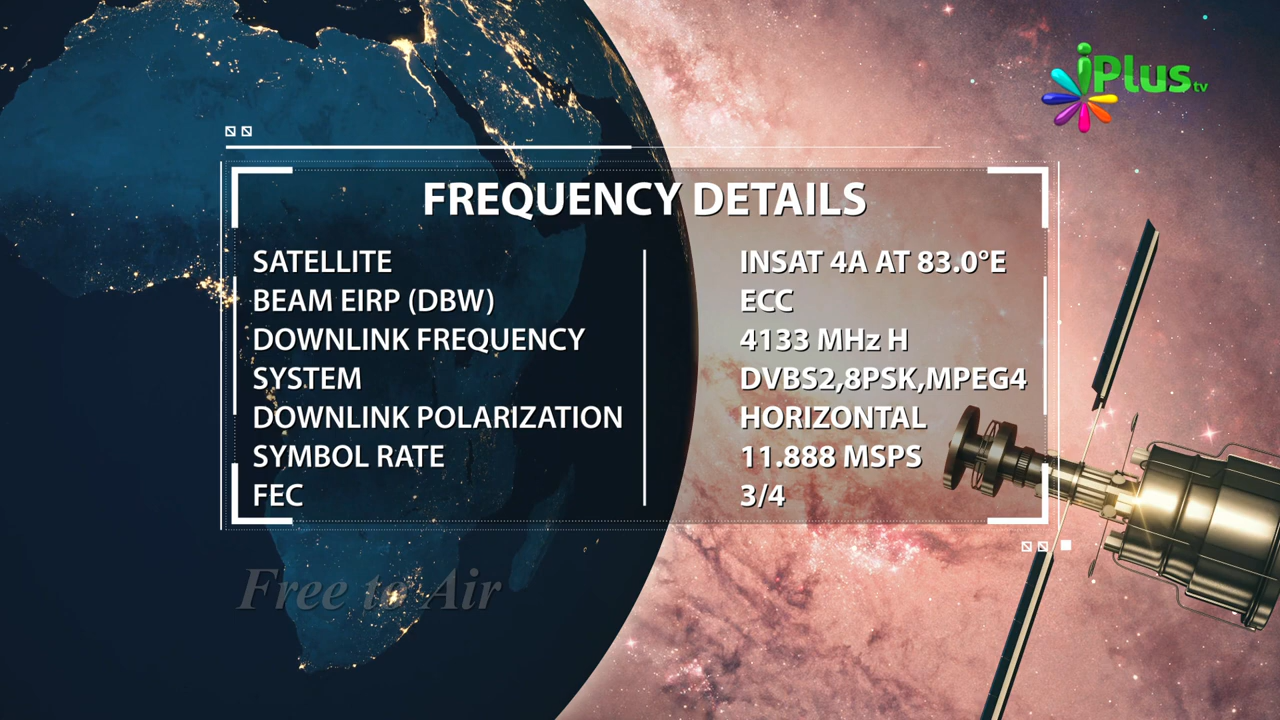 iPlus tv
FREQUENCY DETAILS
SATELLITE INSAT 4A AT 83.0°E
BEAM EIRP (DBW) ECC
DOWNLINK FREQUENCY 4133 MHz H
SYSTEM DVBS2,8PSK,MPEG4
DOWNLINK POLARIZATION HORIZONTAL
SYMBOL RATE 11.888 MSPS
FEC 3/4
Free to Air